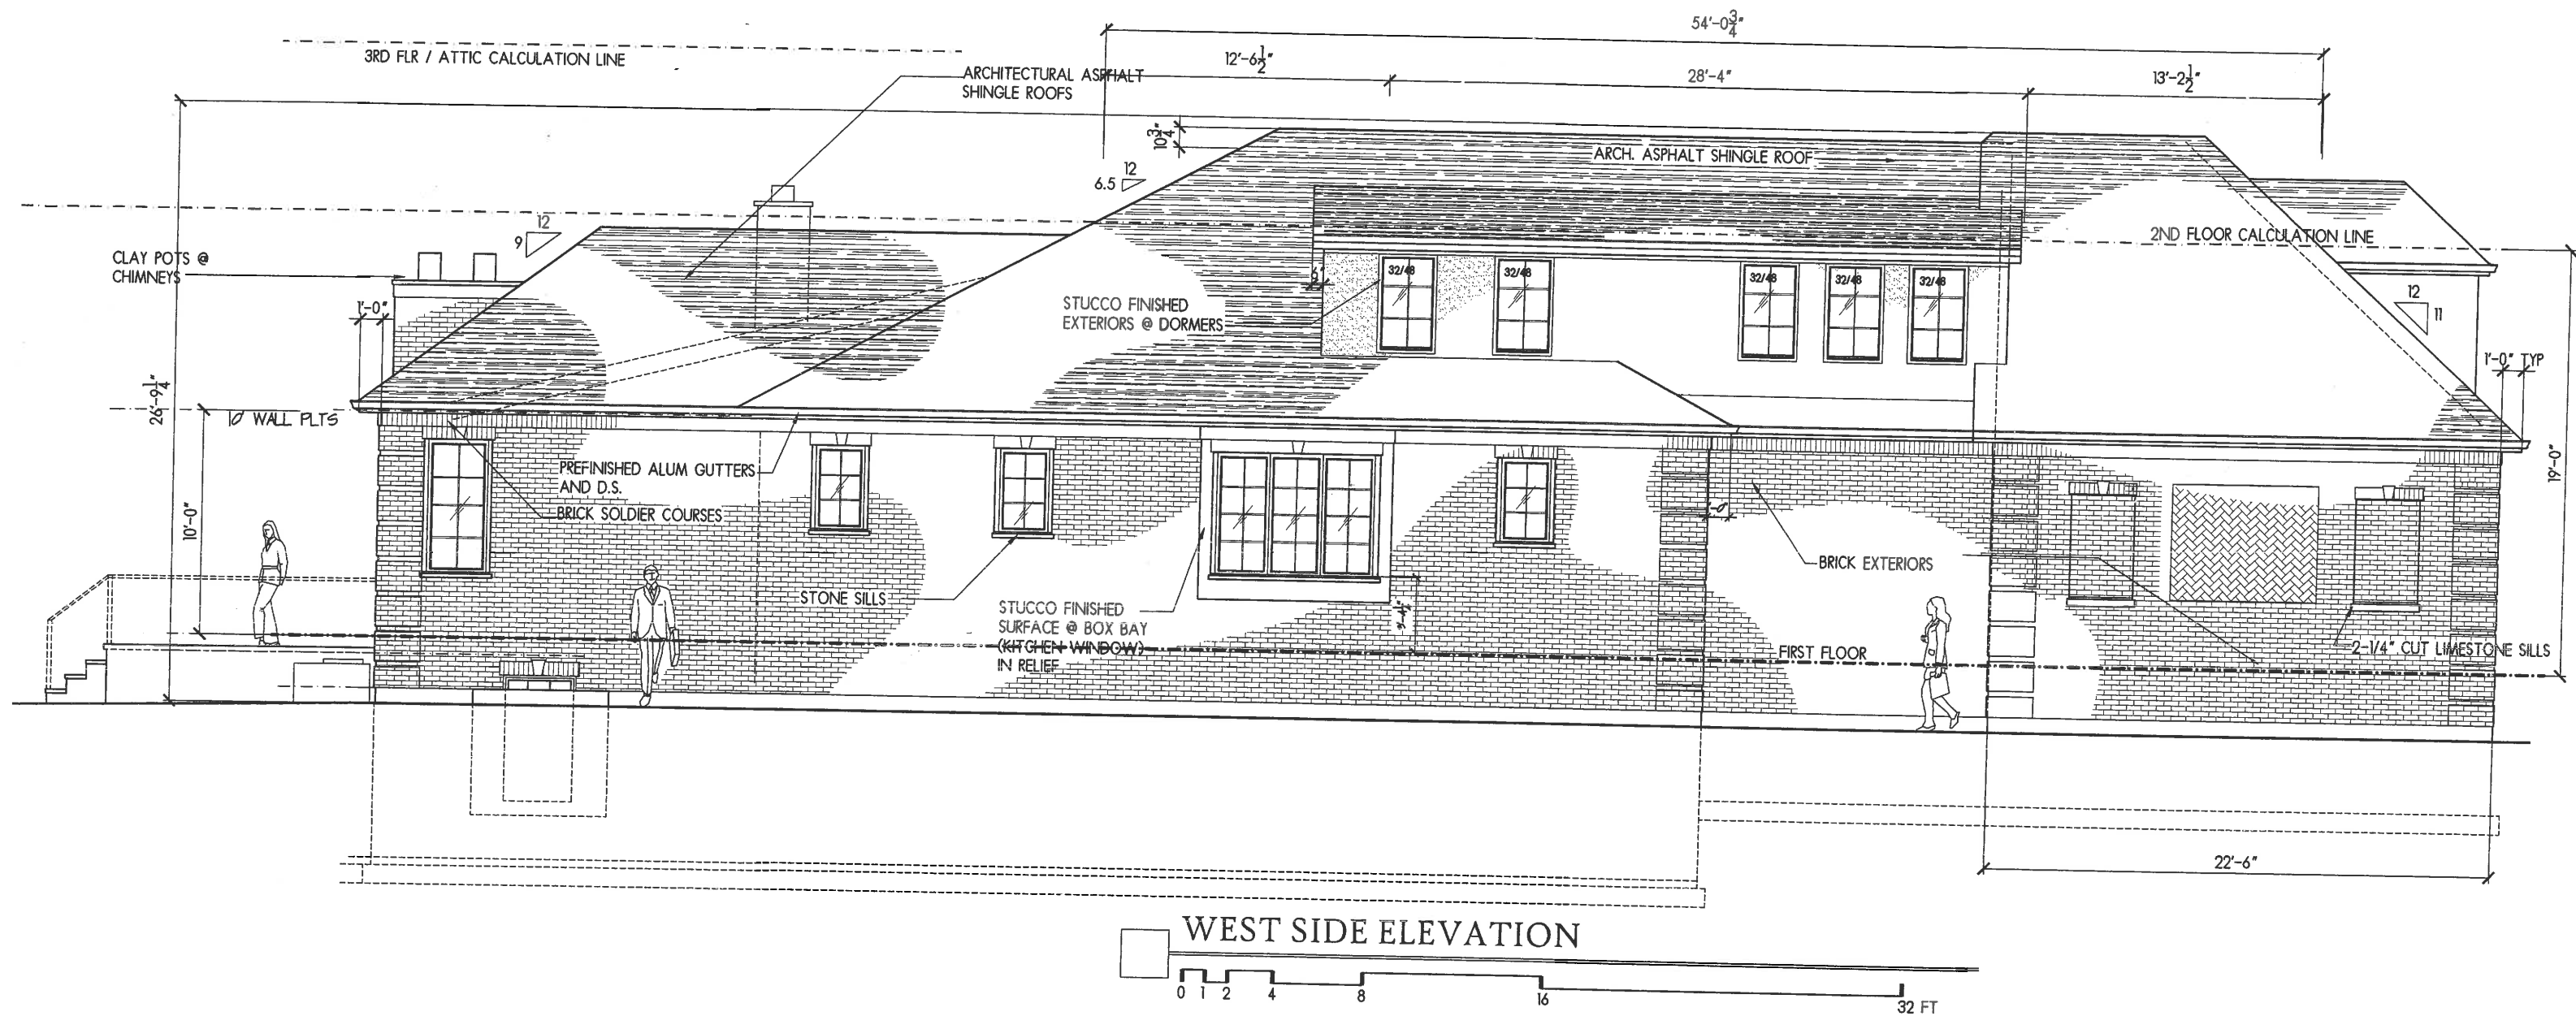 54'-0 3/4"
3RD FLR / ATTIC CALCULATION LINE
12'-6 1/2"
28'-4"
13'-2 1/2"
ARCHITECTURAL ASPHALT
SHINGLE ROOFS
10 3/4"
ARCH. ASPHALT SHINGLE ROOF
12
6.5
12
9
2ND FLOOR CALCULATION LINE
CLAY POTS @
CHIMNEYS
32/48
32/48
32/48
32/48
32/48
6"
1'-0"
STUCCO FINISHED
EXTERIORS @ DORMERS
12
11
1'-0" TYP
26'-9 1/4"
10' WALL PLTS
PREFINISHED ALUM GUTTERS
AND D.S.
BRICK SOLDIER COURSES
10'-0"
19'-0"
BRICK EXTERIORS
STONE SILLS
STUCCO FINISHED
SURFACE @ BOX BAY
(KITCHEN WINDOW)
IN RELIEF
FIRST FLOOR
2-1/4" CUT LIMESTONE SILLS
22'-6"
WEST SIDE ELEVATION
0 1 2 4 8 16 32 FT